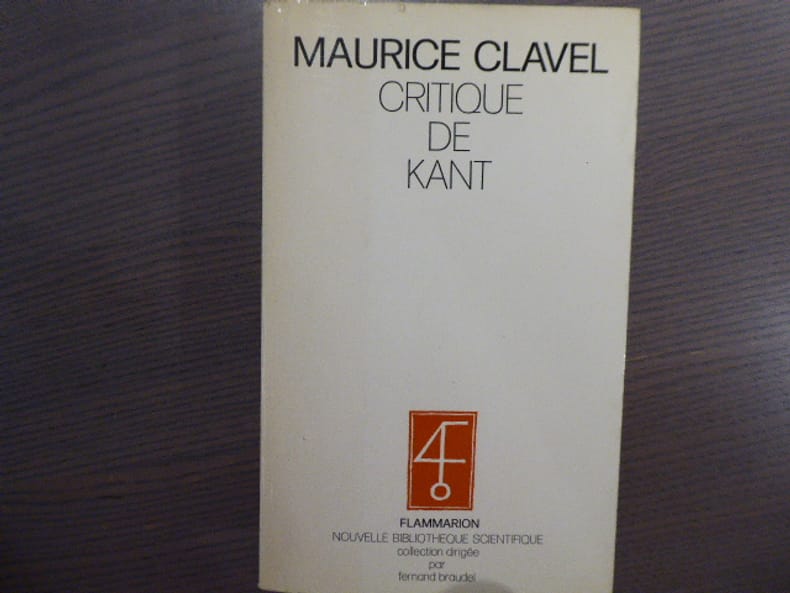 MAURICE CLAVEL
CRITIQUE
DE
KANT
FLAMMARION
NOUVELLE BIBLIOTHEQUE SCIENTIFIQUE
collection dirigée
par
fernand braudel